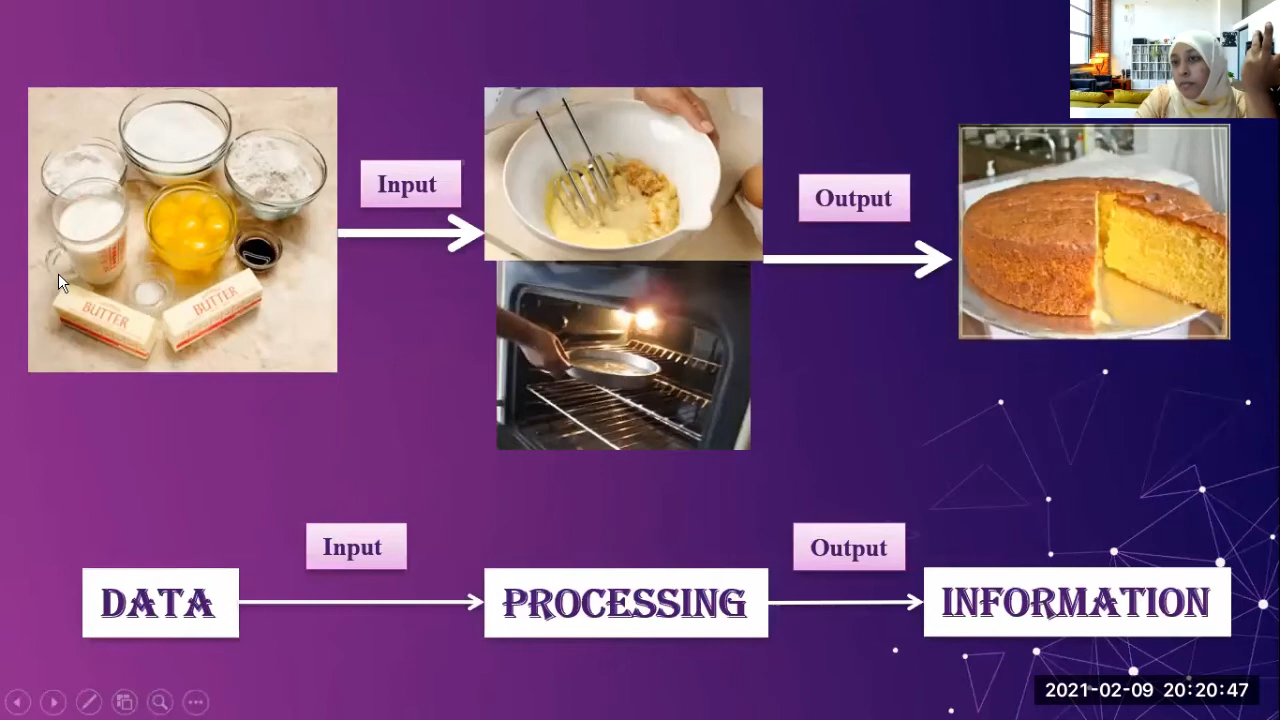 Input
Output
BUTTER
BUTTER
Input
Output
DATA
PROCESSING
INFORMATION
2021-02-09 20:20:47